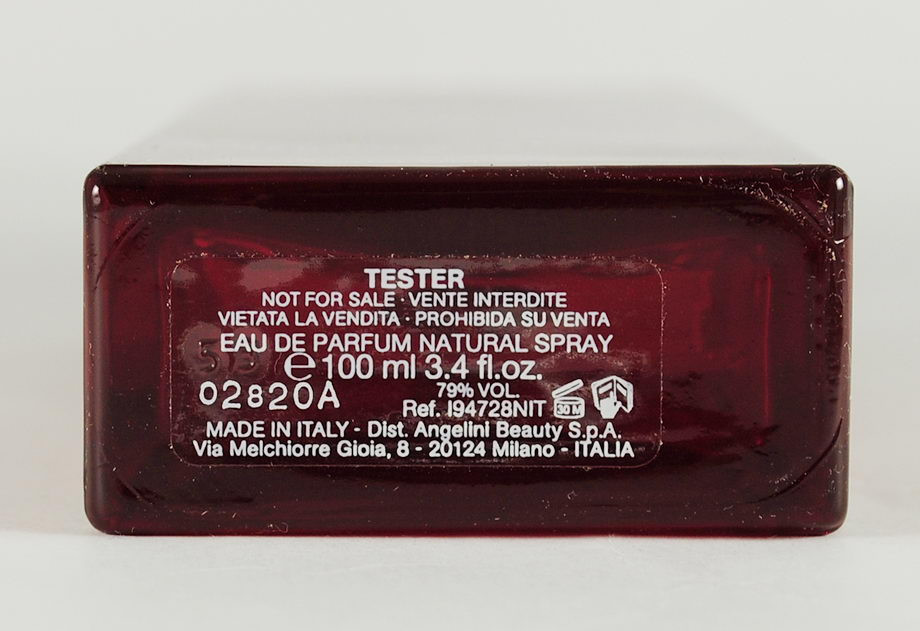 TESTER
NOT FOR SALE · VENTE INTERDITE
VIETATA LA VENDITA · PROHIBIDA SU VENTA
EAU DE PARFUM NATURAL SPRAY
℮ 100 ml 3.4 fl.oz.
79% VOL.
02820A
Ref. I94728NIT 30 M
MADE IN ITALY - Dist. Angelini Beauty S.p.A.
Via Melchiorre Gioia, 8 - 20124 Milano - ITALIA